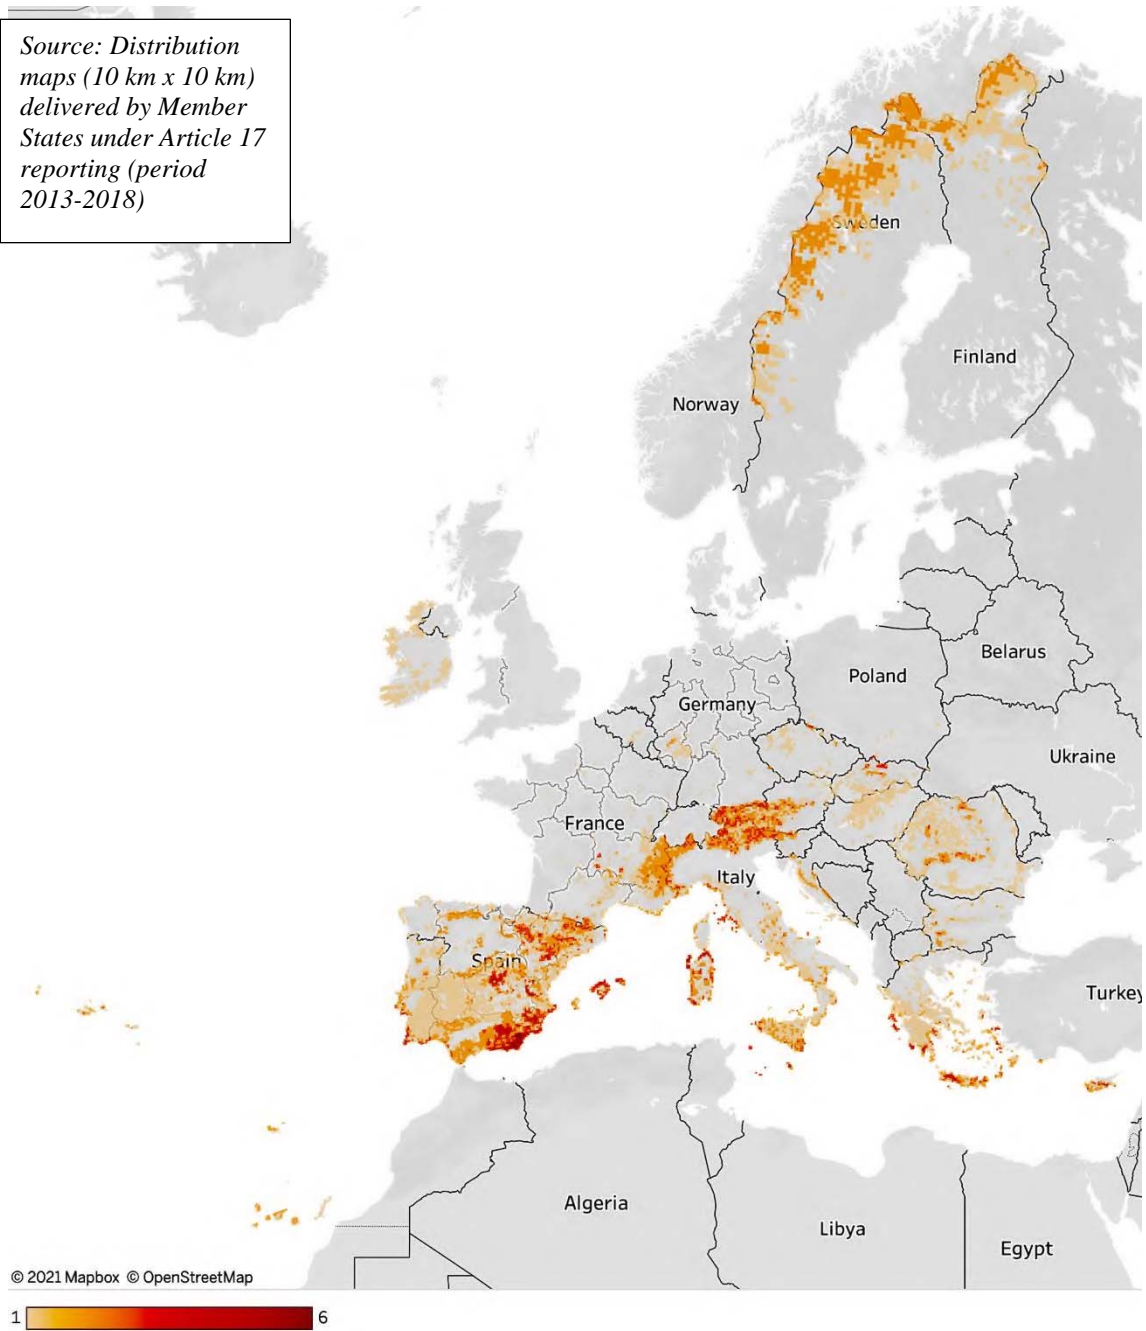 Source: Distribution
maps (10 km x 10 km)
delivered by Member
States under Article 17
reporting (period
2013-2018)
Sweden
Finland
Norway
Belarus
Poland
Germany
Ukraine
France
Italy
Spain
Turkey
Algeria
Libya
Egypt
© 2021 Mapbox © OpenStreetMap
1 6